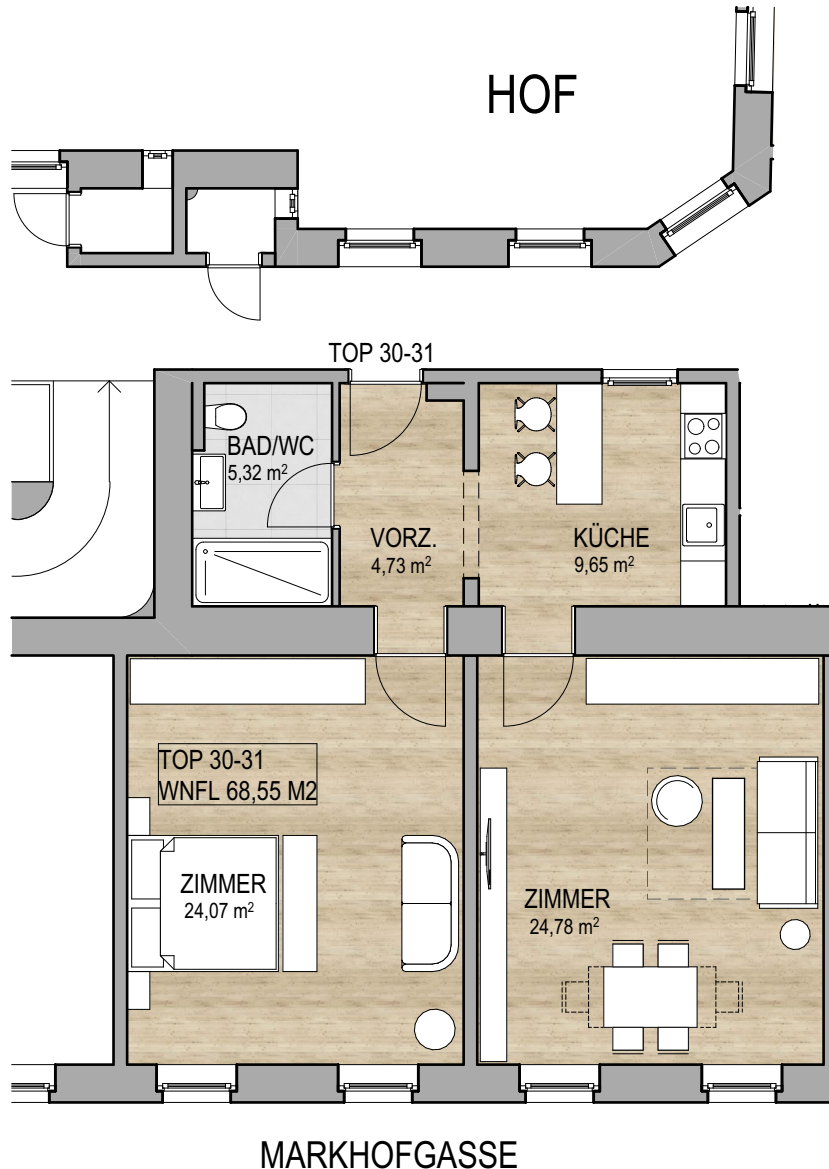 HOF
TOP 30-31
BAD/WC
5,32 m²
VORZ.
4,73 m²
KÜCHE
9,65 m²
TOP 30-31
WNFL 68,55 M2
ZIMMER
24,07 m²
ZIMMER
24,78 m²
MARKHOFGASSE